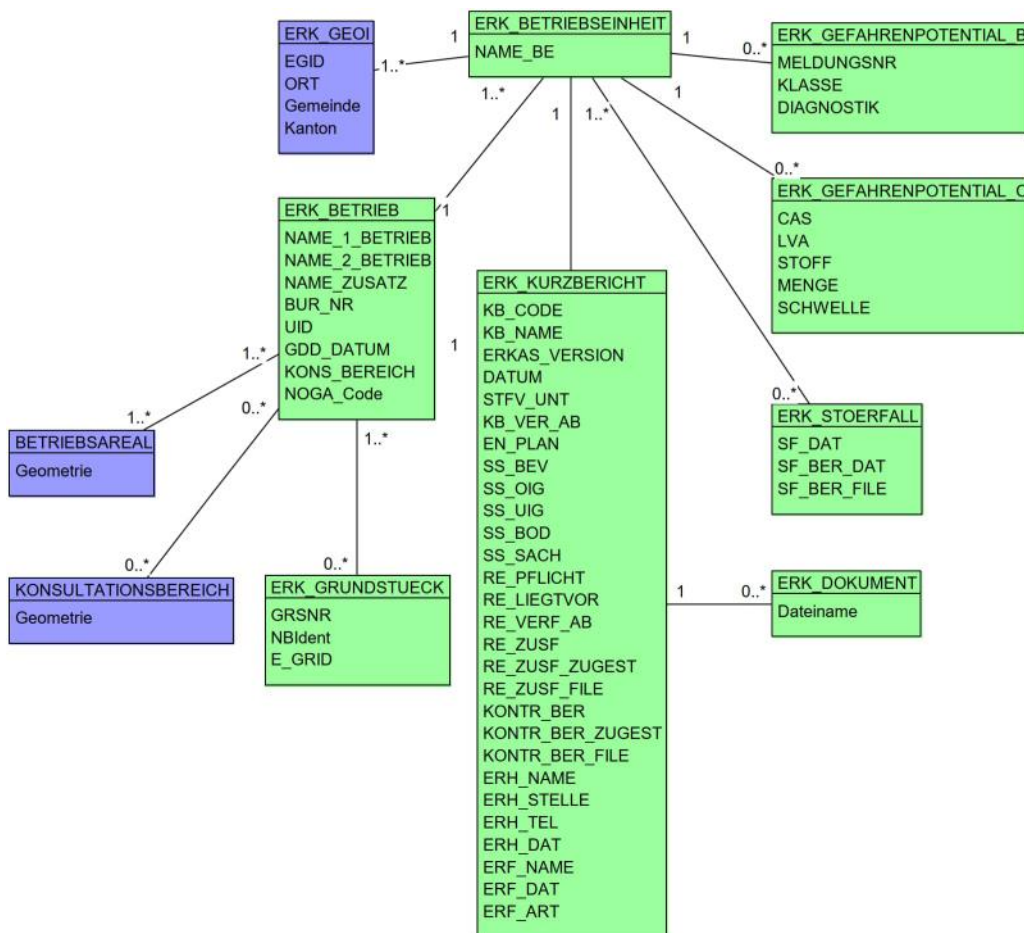 ERK_GEOI
EGID
ORT
Gemeinde
Kanton
1
1..*
ERK_BETRIEBSEINHEIT
NAME_BE
1
0..*
ERK_GEFAHRENPOTENTIAL_B
MELDUNGSNR
KLASSE
DIAGNOSTIK
1..*
1
1..*
1
0..*
ERK_GEFAHRENPOTENTIAL_C
CAS
LVA
STOFF
MENGE
SCHWELLE
ERK_BETRIEB
NAME_1_BETRIEB
NAME_2_BETRIEB
NAME_ZUSATZ
BUR_NR
UID
GDD_DATUM
KONS_BEREICH
NOGA_Code
1
1
1..*
0..*
1..*
1..*
BETRIEBSAREAL
Geometrie
0..*
KONSULTATIONSBEREICH
Geometrie
0..*
ERK_GRUNDSTUECK
GRSNR
NBIdent
E_GRID
ERK_KURZBERICHT
KB_CODE
KB_NAME
ERKAS_VERSION
DATUM
STFV_UNT
KB_VER_AB
EN_PLAN
SS_BEV
SS_OIG
SS_UIG
SS_BOD
SS_SACH
RE_PFLICHT
RE_LIEGTVOR
RE_VERF_AB
RE_ZUSF
RE_ZUSF_ZUGEST
RE_ZUSF_FILE
KONTR_BER
KONTR_BER_ZUGEST
KONTR_BER_FILE
ERH_NAME
ERH_STELLE
ERH_TEL
ERH_DAT
ERF_NAME
ERF_DAT
ERF_ART
0..*
ERK_STOERFALL
SF_DAT
SF_BER_DAT
SF_BER_FILE
1
0..*
ERK_DOKUMENT
Dateiname